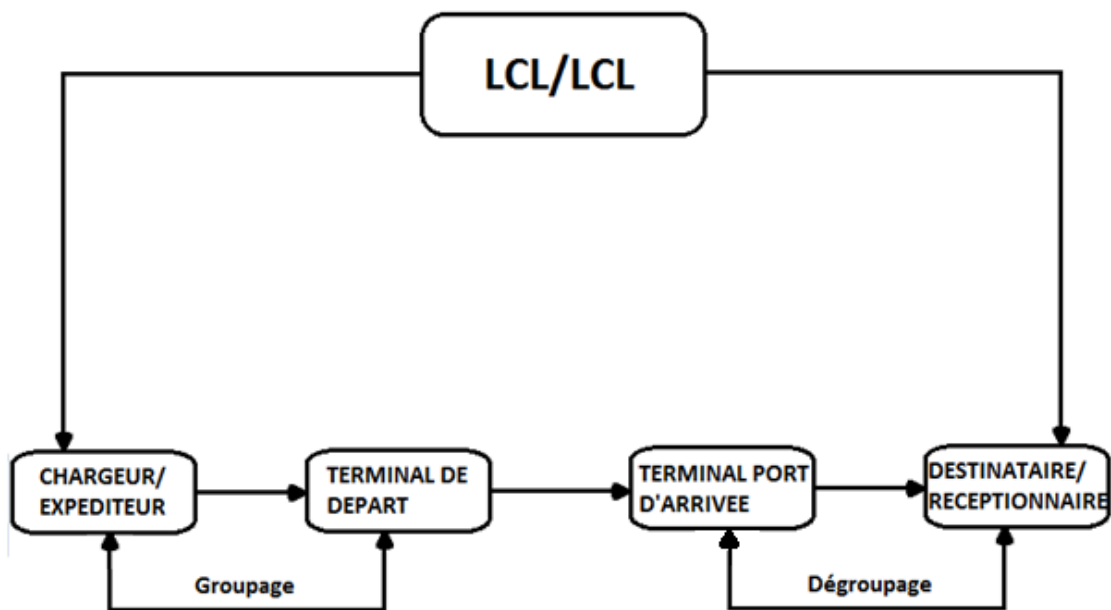 LCL/LCL
CHARGEUR/
EXPEDITEUR
TERMINAL DE
DEPART
TERMINAL PORT
D'ARRIVEE
DESTINATAIRE/
RECEPTIONNAIRE
Groupage
Dégroupage